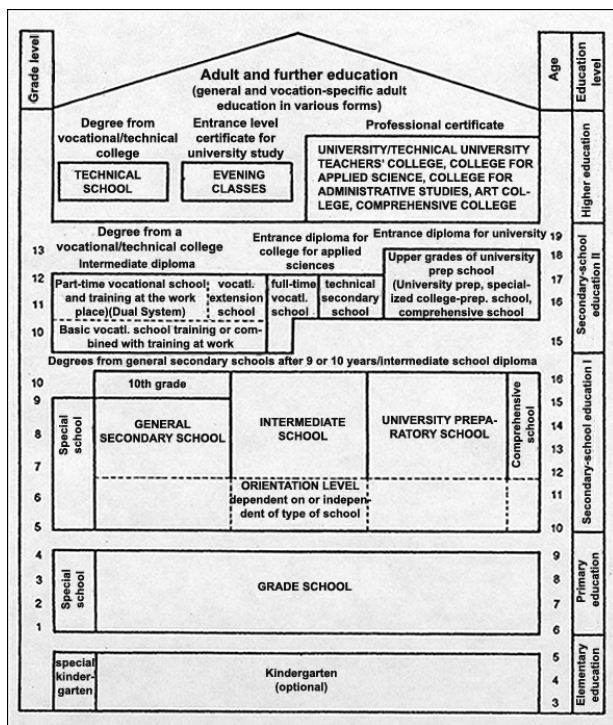 Grade level
Adult and further education
(general and vocation-specific adult
education in various forms)
Age
Education
level
Degree from
vocational/technical
college
TECHNICAL
SCHOOL
Entrance level
certificate for
university study
EVENING
CLASSES
Professional certificate
UNIVERSITY/TECHNICAL UNIVERSITY
TEACHERS' COLLEGE, COLLEGE FOR
APPLIED SCIENCE, COLLEGE FOR
ADMINISTRATIVE STUDIES, ART COL-
LEGE, COMPREHENSIVE COLLEGE
Higher education
Degree from a
vocational/technical college
Intermediate diploma
Entrance diploma for
college for applied
sciences
Entrance diploma for university
13
12
11
10
Part-time vocational school
and training at the work
place)(Dual System)
vocatl.
extension
school
Basic vocatl. school training or com-
bined with training at work
full-time
vocatl.
school
technical
secondary
school
Upper grades of university
prep school
(University prep, special-
ized college-prep. school,
comprehensive school
19
18
17
16
15
Secondary-school
education II
Degrees from general secondary schools after 9 or 10 years/intermediate school diploma
10
9
8
7
6
5
Special
school
10th grade
GENERAL
SECONDARY SCHOOL
INTERMEDIATE
SCHOOL
UNIVERSITY PREPA-
RATORY SCHOOL
Comprehensive
school
ORIENTATION LEVEL
dependent on or indepen-
dent of type of school
16
15
14
13
12
11
10
Secondary-school education I
4
3
2
1
Special
school
GRADE SCHOOL
9
8
7
6
Primary
education
special
kinder-
garten
Kindergarten
(optional)
5
4
3
Elementary
education